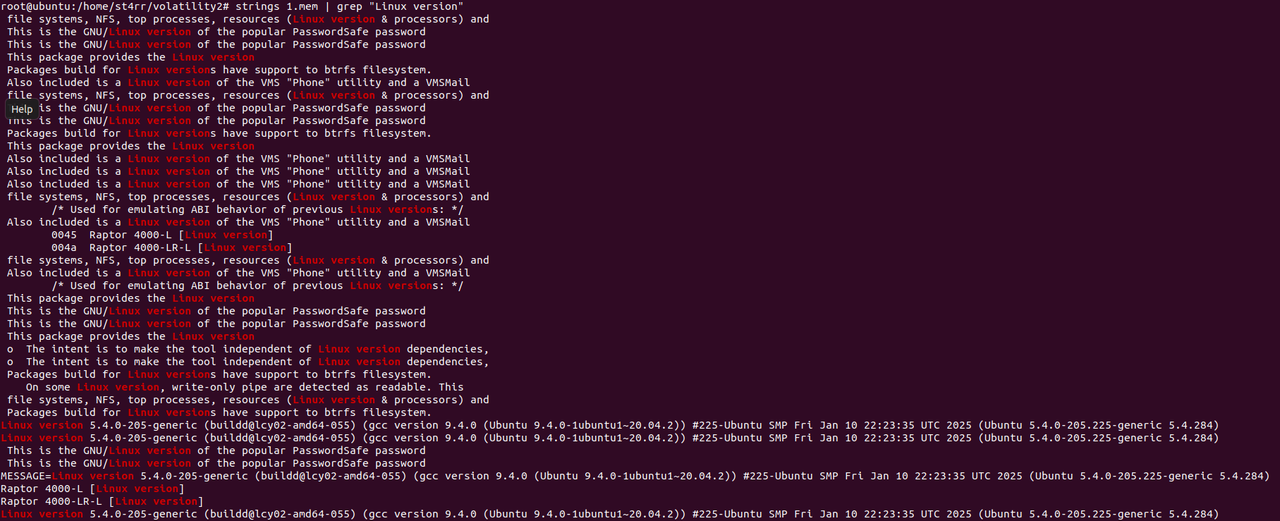 root@ubuntu:/home/st4rr/volatility2# strings 1.mem | grep "Linux version"
file systems, NFS, top processes, resources (Linux version & processors) and
This is the GNU/Linux version of the popular PasswordSafe password
This is the GNU/Linux version of the popular PasswordSafe password
This package provides the Linux version
Packages build for Linux versions have support to btrfs filesystem.
Also included is a Linux version of the VMS "Phone" utility and a VMSMail
file systems, NFS, top processes, resources (Linux version & processors) and
Help is the GNU/Linux version of the popular PasswordSafe password
This is the GNU/Linux version of the popular PasswordSafe password
Packages build for Linux versions have support to btrfs filesystem.
This package provides the Linux version
Also included is a Linux version of the VMS "Phone" utility and a VMSMail
Also included is a Linux version of the VMS "Phone" utility and a VMSMail
Also included is a Linux version of the VMS "Phone" utility and a VMSMail
file systems, NFS, top processes, resources (Linux version & processors) and
/* Used for emulating ABI behavior of previous Linux versions: */
Also included is a Linux version of the VMS "Phone" utility and a VMSMail
0045  Raptor 4000-L [Linux version]
004a  Raptor 4000-LR-L [Linux version]
file systems, NFS, top processes, resources (Linux version & processors) and
Also included is a Linux version of the VMS "Phone" utility and a VMSMail
/* Used for emulating ABI behavior of previous Linux versions: */
This package provides the Linux version
This is the GNU/Linux version of the popular PasswordSafe password
This is the GNU/Linux version of the popular PasswordSafe password
This package provides the Linux version
o  The intent is to make the tool independent of Linux version dependencies,
o  The intent is to make the tool independent of Linux version dependencies,
Packages build for Linux versions have support to btrfs filesystem.
On some Linux version, write-only pipe are detected as readable. This
file systems, NFS, top processes, resources (Linux version & processors) and
Packages build for Linux versions have support to btrfs filesystem.
Linux version 5.4.0-205-generic (buildd@lcy02-amd64-055) (gcc version 9.4.0 (Ubuntu 9.4.0-1ubuntu1~20.04.2)) #225-Ubuntu SMP Fri Jan 10 22:23:35 UTC 2025 (Ubuntu 5.4.0-205.225-generic 5.4.284)
Linux version 5.4.0-205-generic (buildd@lcy02-amd64-055) (gcc version 9.4.0 (Ubuntu 9.4.0-1ubuntu1~20.04.2)) #225-Ubuntu SMP Fri Jan 10 22:23:35 UTC 2025 (Ubuntu 5.4.0-205.225-generic 5.4.284)
This is the GNU/Linux version of the popular PasswordSafe password
This is the GNU/Linux version of the popular PasswordSafe password
MESSAGE=Linux version 5.4.0-205-generic (buildd@lcy02-amd64-055) (gcc version 9.4.0 (Ubuntu 9.4.0-1ubuntu1~20.04.2)) #225-Ubuntu SMP Fri Jan 10 22:23:35 UTC 2025 (Ubuntu 5.4.0-205.225-generic 5.4.284)
Raptor 4000-L [Linux version]
Raptor 4000-LR-L [Linux version]
Linux version 5.4.0-205-generic (buildd@lcy02-amd64-055) (gcc version 9.4.0 (Ubuntu 9.4.0-1ubuntu1~20.04.2)) #225-Ubuntu SMP Fri Jan 10 22:23:35 UTC 2025 (Ubuntu 5.4.0-205.225-generic 5.4.284)